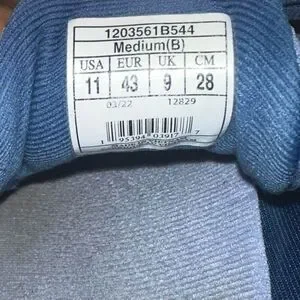 1203561B544
Medium(B)
USA EUR UK CM
11 43 9 28
03/22 12829